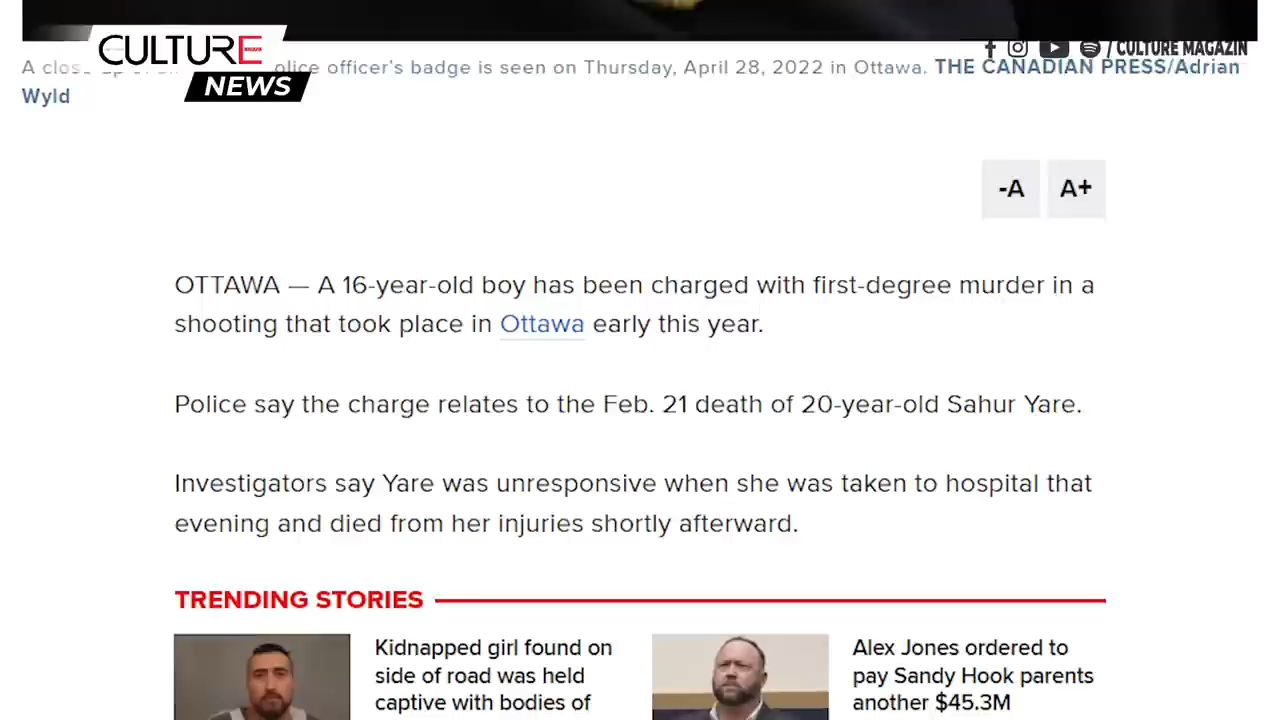 CULTURE
NEWS
/ CULTURE MAGAZIN
A olice officer's badge is seen on Thursday, April 28, 2022 in Ottawa. THE CANADIAN PRESS/Adrian
Wyld
-A A+
OTTAWA — A 16-year-old boy has been charged with first-degree murder in a
shooting that took place in Ottawa early this year.
Police say the charge relates to the Feb. 21 death of 20-year-old Sahur Yare.
Investigators say Yare was unresponsive when she was taken to hospital that
evening and died from her injuries shortly afterward.
TRENDING STORIES
Kidnapped girl found on
side of road was held
captive with bodies of
Alex Jones ordered to
pay Sandy Hook parents
another $45.3M